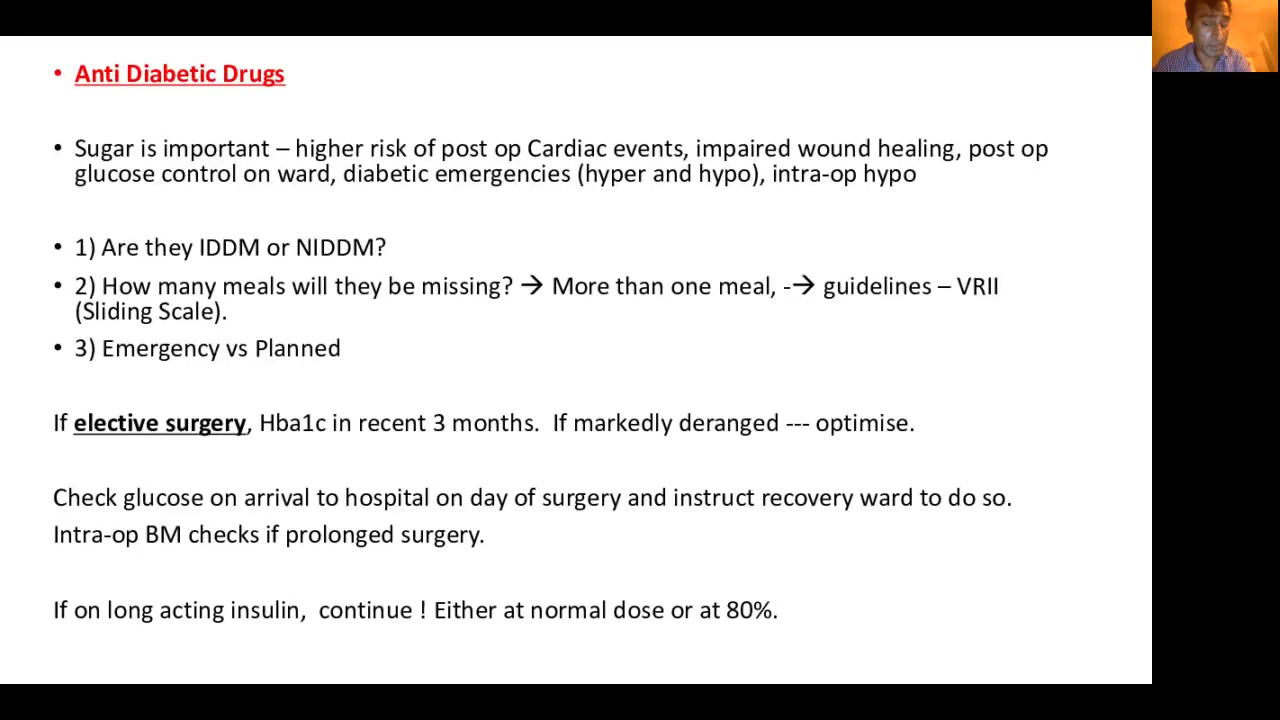 • Anti Diabetic Drugs
• Sugar is important – higher risk of post op Cardiac events, impaired wound healing, post op
glucose control on ward, diabetic emergencies (hyper and hypo), intra-op hypo
• 1) Are they IDDM or NIDDM?
• 2) How many meals will they be missing? → More than one meal, -→ guidelines – VRII
(Sliding Scale).
• 3) Emergency vs Planned
If elective surgery, Hba1c in recent 3 months.  If markedly deranged --- optimise.
Check glucose on arrival to hospital on day of surgery and instruct recovery ward to do so.
Intra-op BM checks if prolonged surgery.
If on long acting insulin,  continue ! Either at normal dose or at 80%.